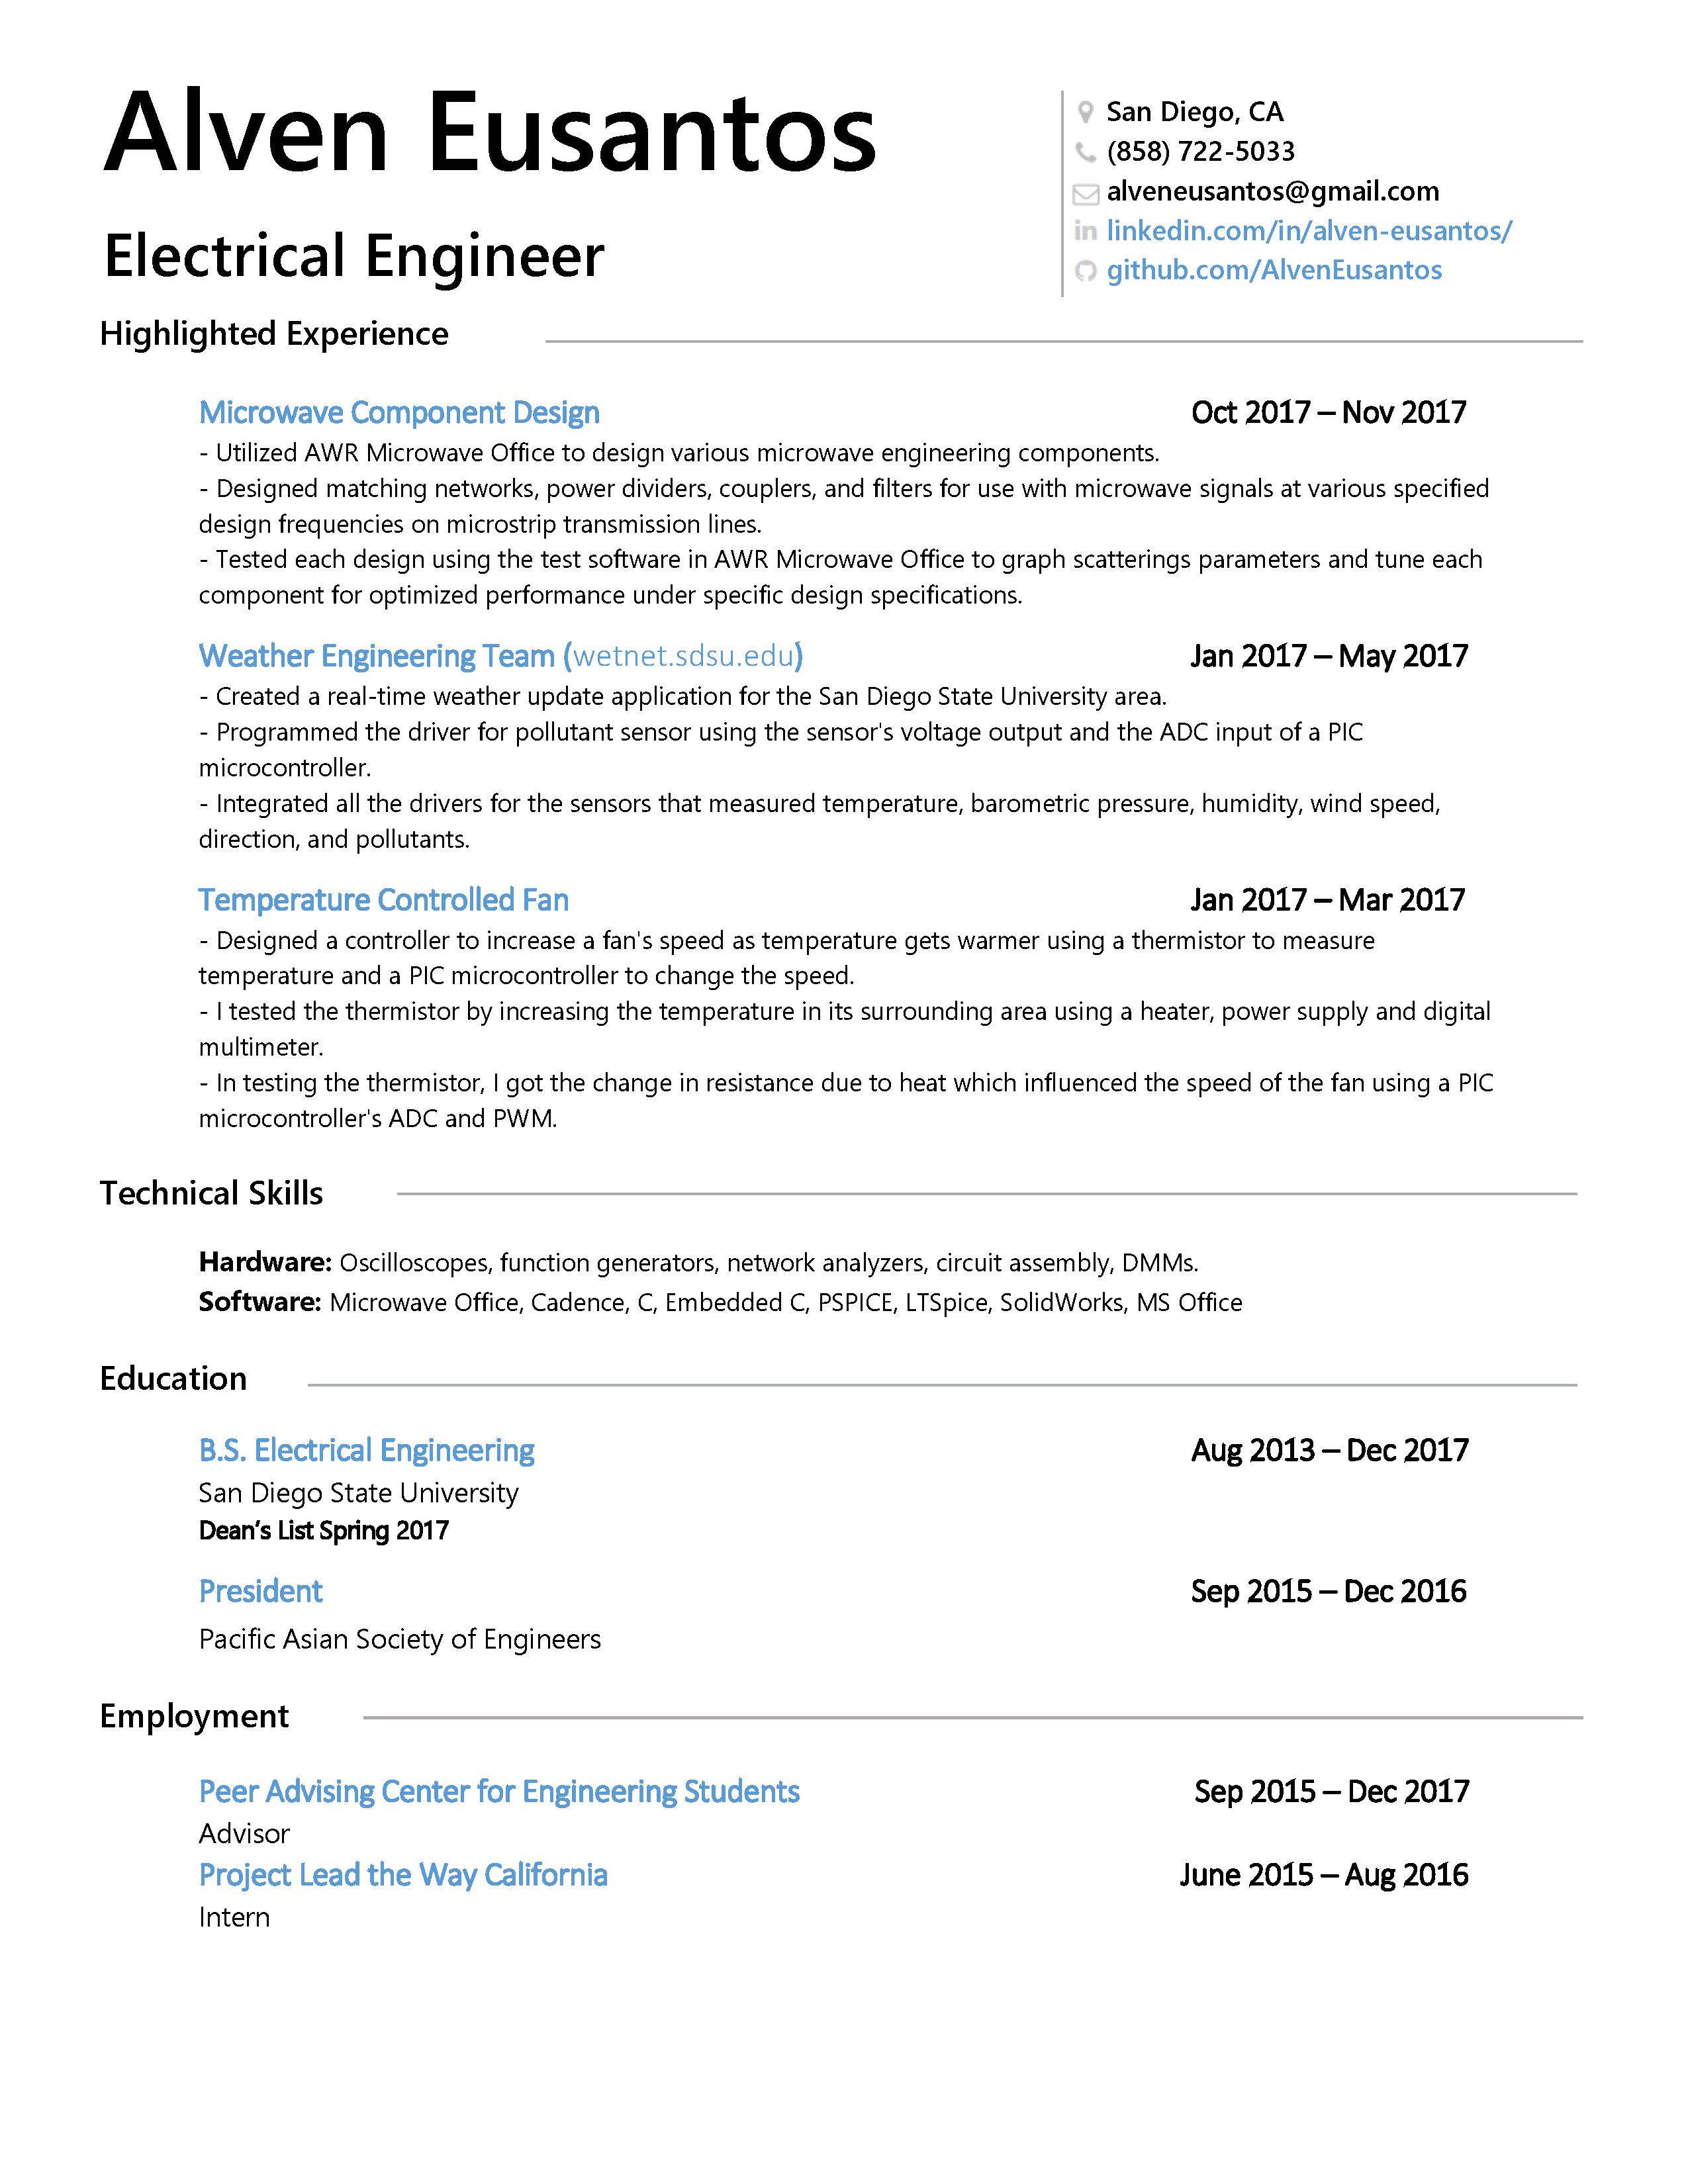 Alven Eusantos
Electrical Engineer
San Diego, CA
(858) 722-5033
alveneusantos@gmail.com
linkedin.com/in/alven-eusantos/
github.com/AlvenEusantos
Highlighted Experience
Microwave Component Design Oct 2017 – Nov 2017
- Utilized AWR Microwave Office to design various microwave engineering components.
- Designed matching networks, power dividers, couplers, and filters for use with microwave signals at various specified
design frequencies on microstrip transmission lines.
- Tested each design using the test software in AWR Microwave Office to graph scatterings parameters and tune each
component for optimized performance under specific design specifications.
Weather Engineering Team (wetnet.sdsu.edu) Jan 2017 – May 2017
- Created a real-time weather update application for the San Diego State University area.
- Programmed the driver for pollutant sensor using the sensor's voltage output and the ADC input of a PIC
microcontroller.
- Integrated all the drivers for the sensors that measured temperature, barometric pressure, humidity, wind speed,
direction, and pollutants.
Temperature Controlled Fan Jan 2017 – Mar 2017
- Designed a controller to increase a fan's speed as temperature gets warmer using a thermistor to measure
temperature and a PIC microcontroller to change the speed.
- I tested the thermistor by increasing the temperature in its surrounding area using a heater, power supply and digital
multimeter.
- In testing the thermistor, I got the change in resistance due to heat which influenced the speed of the fan using a PIC
microcontroller's ADC and PWM.
Technical Skills
Hardware: Oscilloscopes, function generators, network analyzers, circuit assembly, DMMs.
Software: Microwave Office, Cadence, C, Embedded C, PSPICE, LTSpice, SolidWorks, MS Office
Education
B.S. Electrical Engineering Aug 2013 – Dec 2017
San Diego State University
Dean’s List Spring 2017
President Sep 2015 – Dec 2016
Pacific Asian Society of Engineers
Employment
Peer Advising Center for Engineering Students Sep 2015 – Dec 2017
Advisor
Project Lead the Way California June 2015 – Aug 2016
Intern